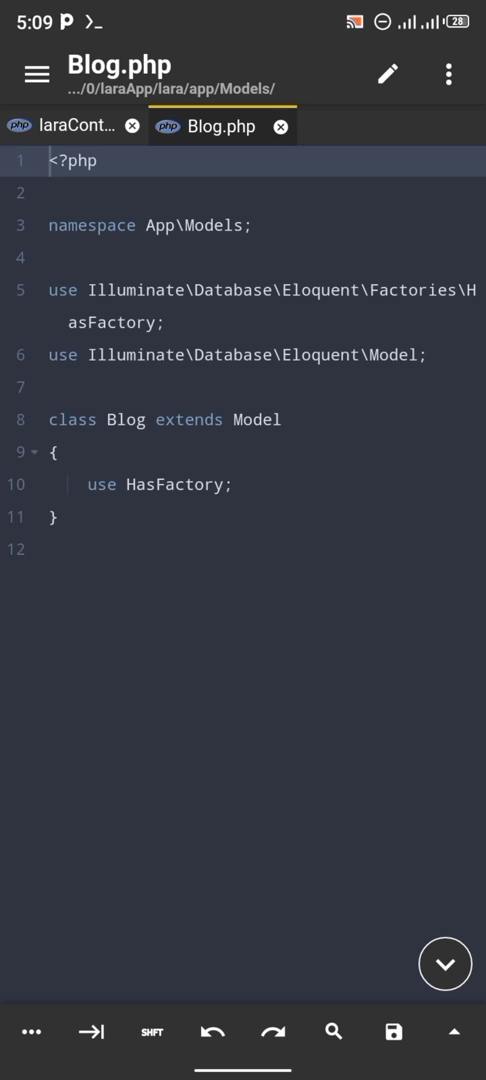 5:09
28
Blog.php
.../0/laraApp/lara/app/Models/
php laraCont... php Blog.php
1 <?php
2
3 namespace App\Models;
4
5 use Illuminate\Database\Eloquent\Factories\H
asFactory;
6 use Illuminate\Database\Eloquent\Model;
7
8 class Blog extends Model
9 {
10 use HasFactory;
11 }
12
SHFT